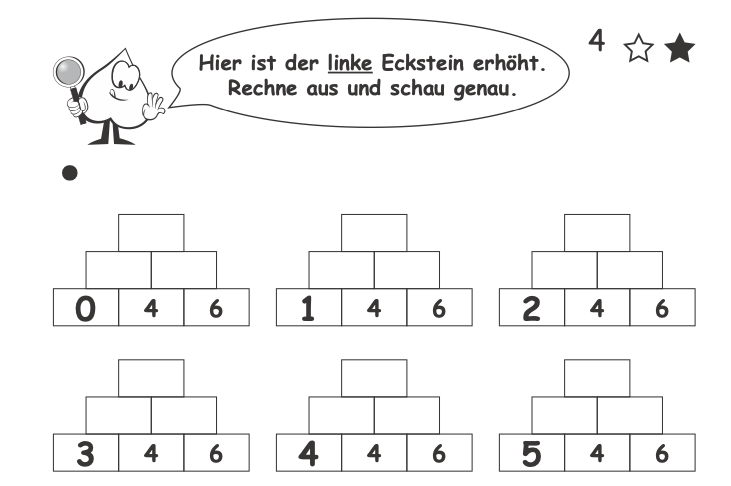 4
Hier ist der linke Eckstein erhöht.
Rechne aus und schau genau.
0 4 6
1 4 6
2 4 6
3 4 6
4 4 6
5 4 6